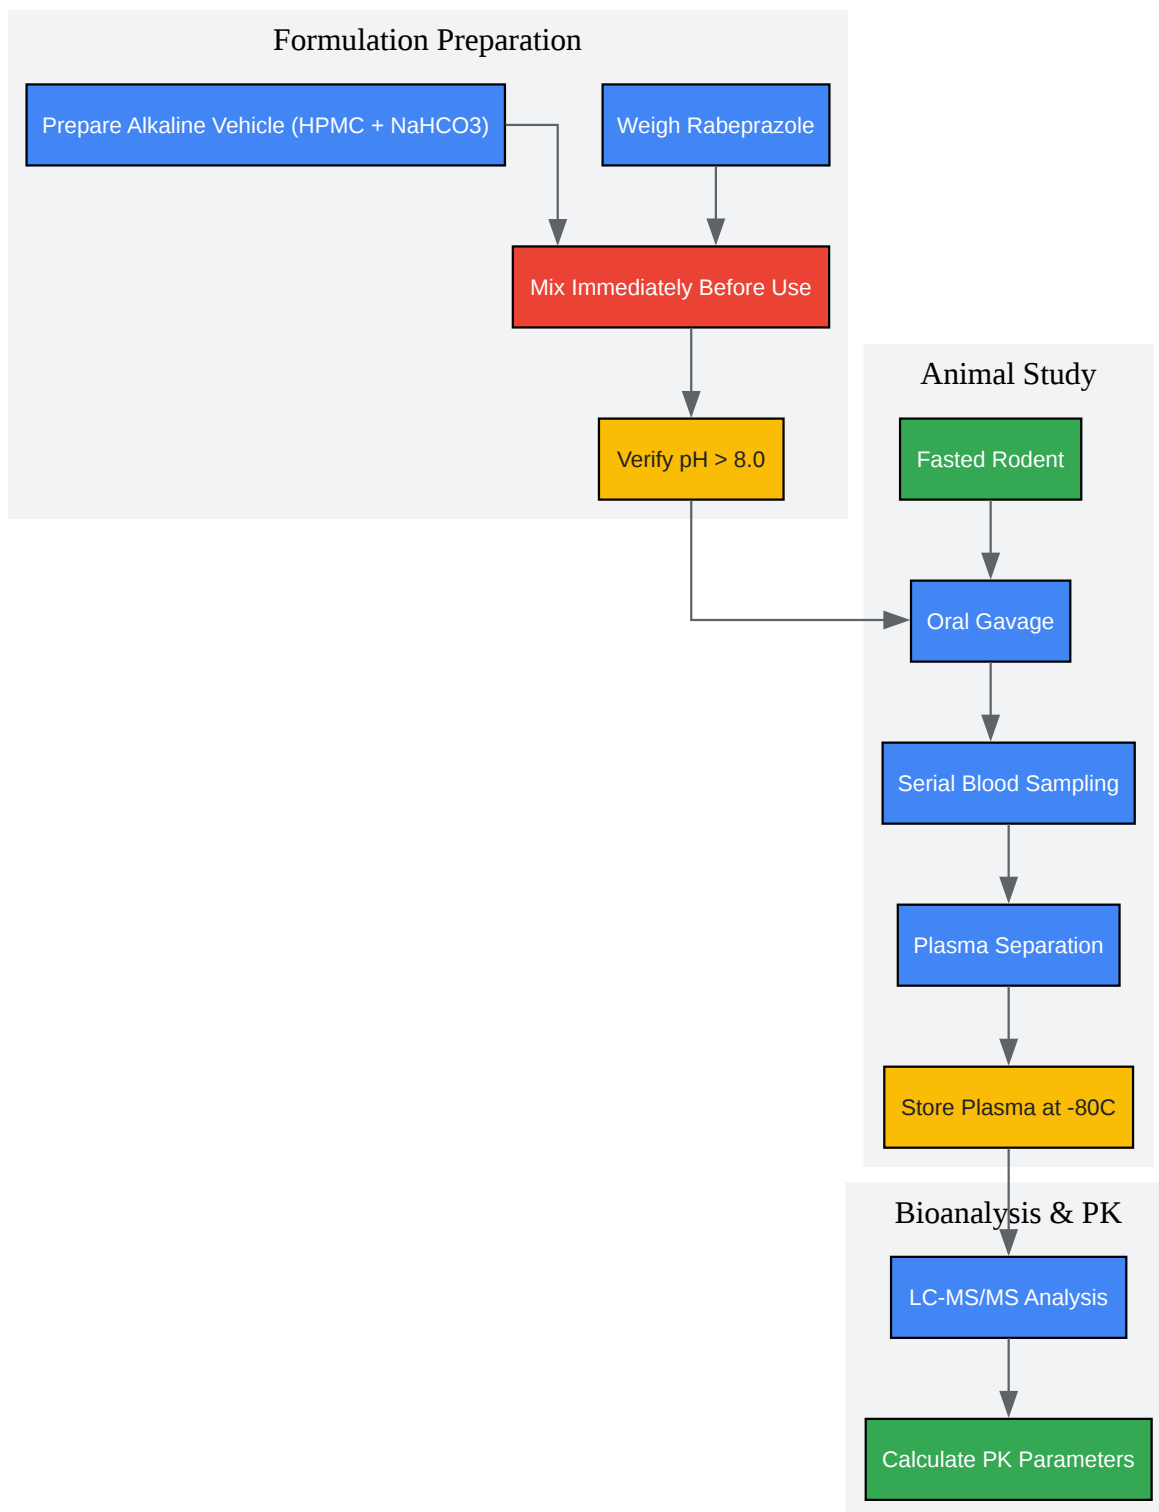 Formulation Preparation
Prepare Alkaline Vehicle (HPMC + NaHCO3)
Weigh Rabeprazole
Mix Immediately Before Use
Verify pH > 8.0
Animal Study
Fasted Rodent
Oral Gavage
Serial Blood Sampling
Plasma Separation
Store Plasma at -80C
Bioanalysis & PK
LC-MS/MS Analysis
Calculate PK Parameters